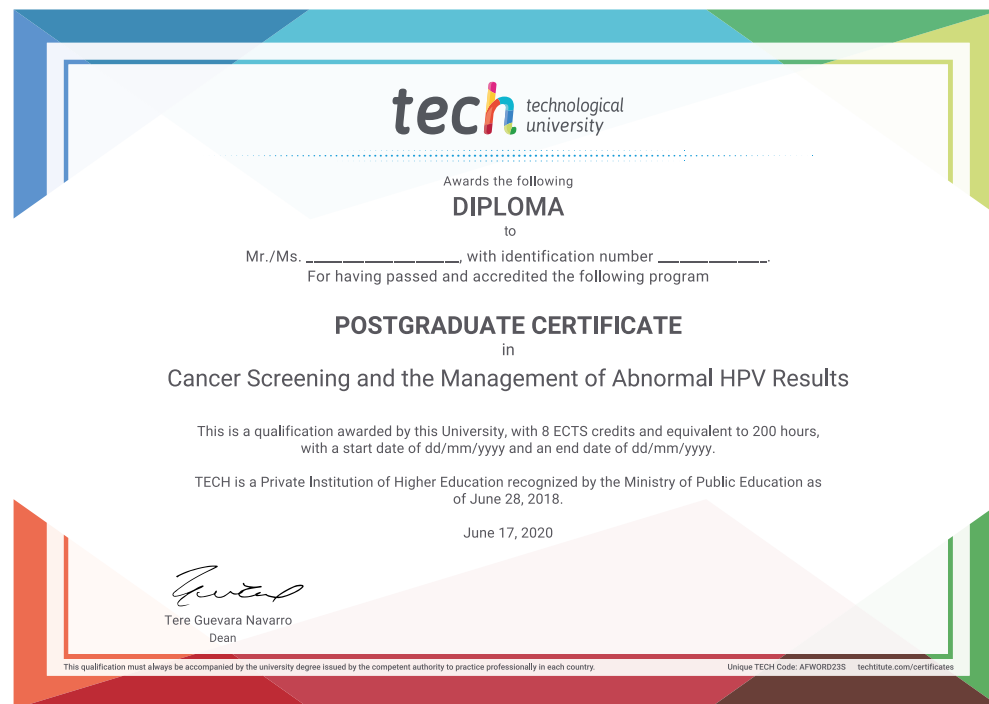 tech technological
university
Awards the following
DIPLOMA
to
Mr./Ms. ____________________, with identification number ______________.
For having passed and accredited the following program
POSTGRADUATE CERTIFICATE
in
Cancer Screening and the Management of Abnormal HPV Results
This is a qualification awarded by this University, with 8 ECTS credits and equivalent to 200 hours,
with a start date of dd/mm/yyyy and an end date of dd/mm/yyyy.
TECH is a Private Institution of Higher Education recognized by the Ministry of Public Education as
of June 28, 2018.
June 17, 2020
Tere Guevara Navarro
Dean
This qualification must always be accompanied by the university degree issued by the competent authority to practice professionally in each country.
Unique TECH Code: AFWORD23S techtitute.com/certificates